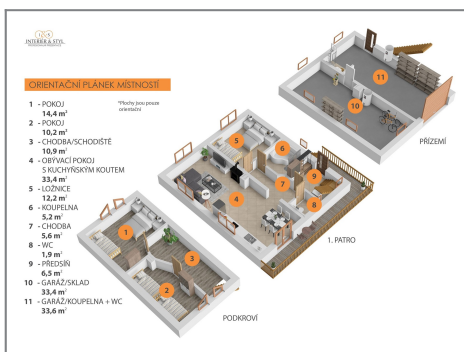 INTERIER & STYL
ORIENTAČNÍ PLÁNEK MÍSTNOSTÍ
*Plochy jsou pouze
orientační
1 - POKOJ
14,4 m²
2 - POKOJ
10,2 m²
3 - CHODBA/SCHODIŠTĚ
10,9 m²
4 - OBÝVACÍ POKOJ
S KUCHYŇSKÝM KOUTEM
33,4 m²
5 - LOŽNICE
12,2 m²
6 - KOUPELNA
5,2 m²
7 - CHODBA
5,6 m²
8 - WC
1,9 m²
9 - PŘEDSÍŇ
6,5 m²
10 - GARÁŽ/SKLAD
33,4 m²
11 - GARÁŽ/KOUPELNA + WC
33,6 m²
11
10
PŘÍZEMÍ
5
6
9
7
4
8
1. PATRO
1
3
2
PODKROVÍ